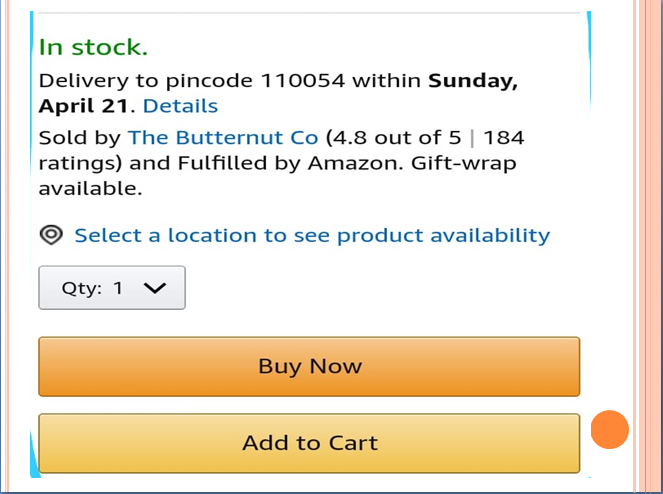 In stock.
Delivery to pincode 110054 within Sunday,
April 21. Details
Sold by The Butternut Co (4.8 out of 5 | 184
ratings) and Fulfilled by Amazon. Gift-wrap
available.
Select a location to see product availability
Qty: 1
Buy Now
Add to Cart